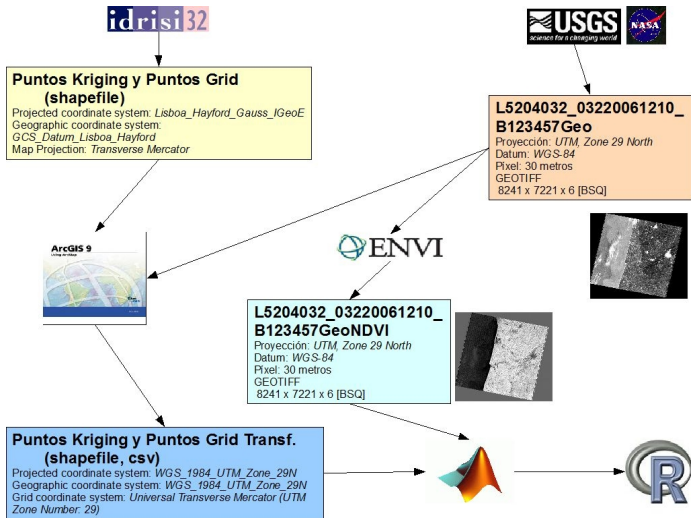 idrisi 32
USGS
science for a changing world
NASA
Puntos Kriging y Puntos Grid
(shapefile)
Projected coordinate system: Lisboa_Hayford_Gauss_IGeoE
Geographic coordinate system:
GCS_Datum_Lisboa_Hayford
Map Projection: Transverse Mercator
L5204032_03220061210_
B123457Geo
Proyección: UTM, Zone 29 North
Datum: WGS-84
Píxel: 30 metros
GEOTIFF
8241 x 7221 x 6 [BSQ]
ArcGIS 9
ENVI
L5204032_03220061210_
B123457GeoNDVI
Proyección: UTM, Zone 29 North
Datum: WGS-84
Píxel: 30 metros
GEOTIFF
8241 x 7221 x 6 [BSQ]
Puntos Kriging y Puntos Grid Transf.
(shapefile, csv)
Projected coordinate system: WGS_1984_UTM_Zone_29N
Geographic coordinate system: WGS_1984_UTM_Zone_29N
Grid coordinate system: Universal Transverse Mercator (UTM
Zone Number: 29)
R